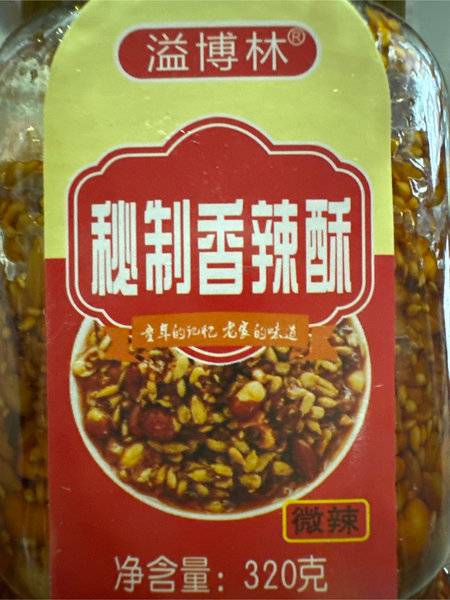 溢博林®
秘制香辣酥
童年的记忆 老家的味道
微辣
净含量：320克